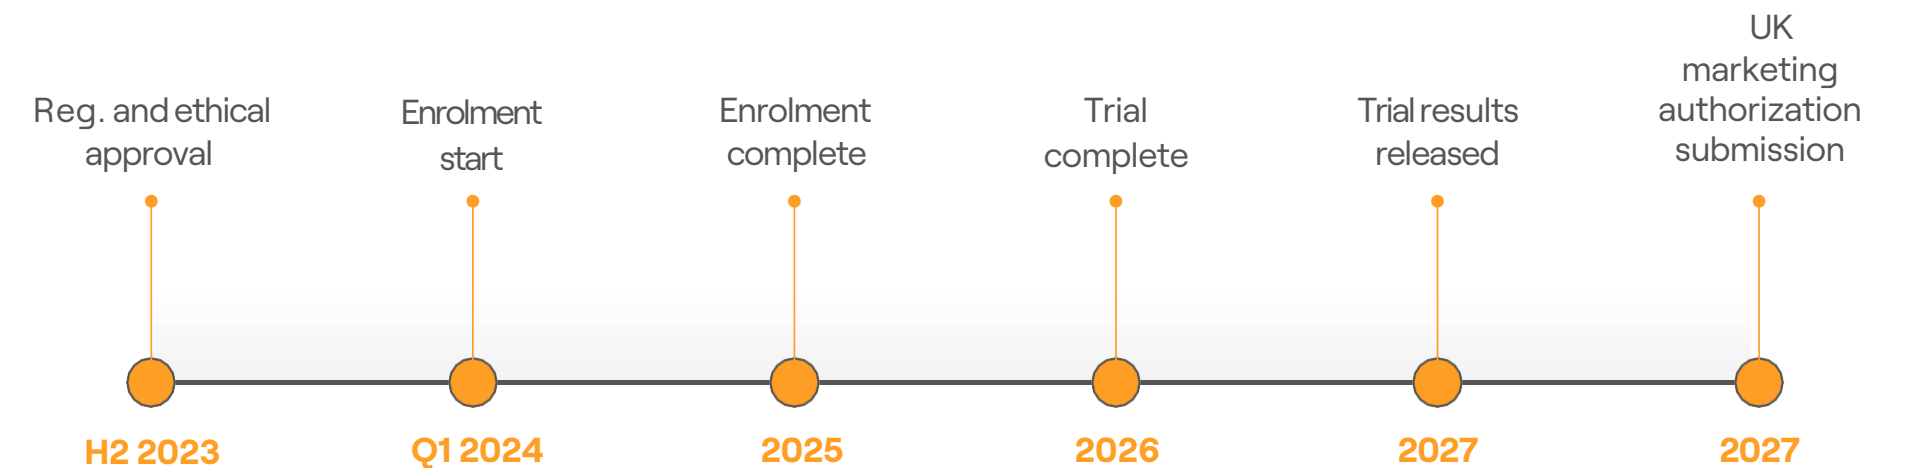 Reg. and ethical
approval
Enrolment
start
Enrolment
complete
Trial
complete
Trial results
released
UK
marketing
authorization
submission
H2 2023
Q1 2024
2025
2026
2027
2027